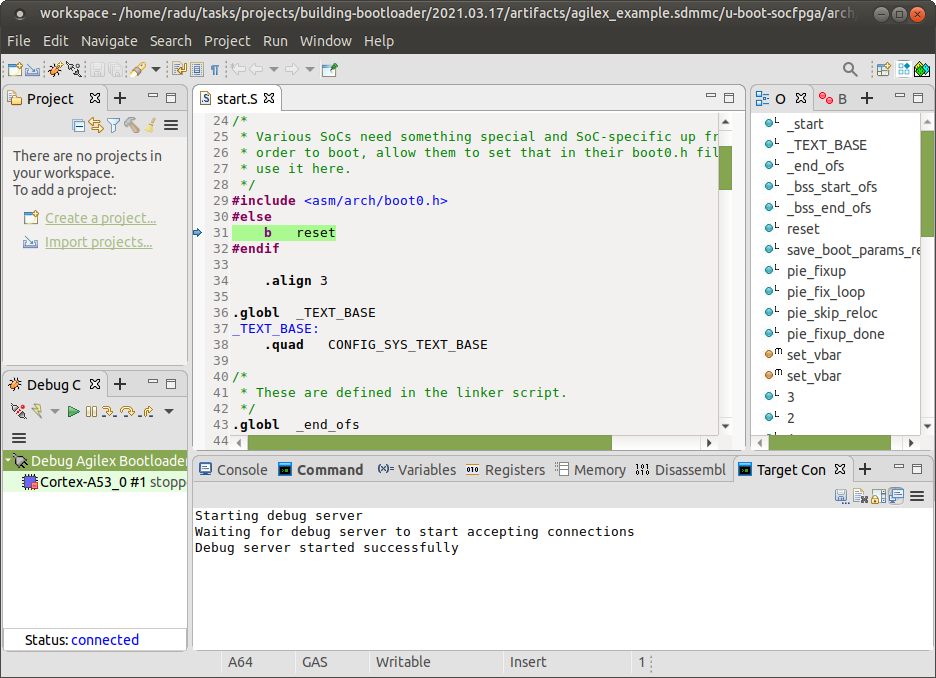 workspace - /home/radu/tasks/projects/building-bootloader/2021.03.17/artifacts/agilex_example.sdmmc/u-boot-socfpga/arch
File Edit Navigate Search Project Run Window Help
Project
There are no projects in
your workspace.
To add a project:
Create a project...
Import projects...
start.S
24 /*
25 * Various SoCs need something special and SoC-specific up fr
26 * order to boot, allow them to set that in their boot0.h fil
27 * use it here.
28 */
29 #include <asm/arch/boot0.h>
30 #else
31 b reset
32 #endif
33
34 .align 3
35
36 .globl _TEXT_BASE
37 _TEXT_BASE:
38 .quad CONFIG_SYS_TEXT_BASE
39
40 /*
41 * These are defined in the linker script.
42 */
43 .globl _end_ofs
44
O B
_start
_TEXT_BASE
_end_ofs
_bss_start_ofs
_bss_end_ofs
reset
save_boot_params_re
pie_fixup
pie_fix_loop
pie_skip_reloc
pie_fixup_done
set_vbar
set_vbar
3
2
Debug C
Debug Agilex Bootloader
Cortex-A53_0 #1 stopp
Status: connected
Console Command Variables Registers Memory Disassembl Target Con
Starting debug server
Waiting for debug server to start accepting connections
Debug server started successfully
A64 GAS Writable Insert 1